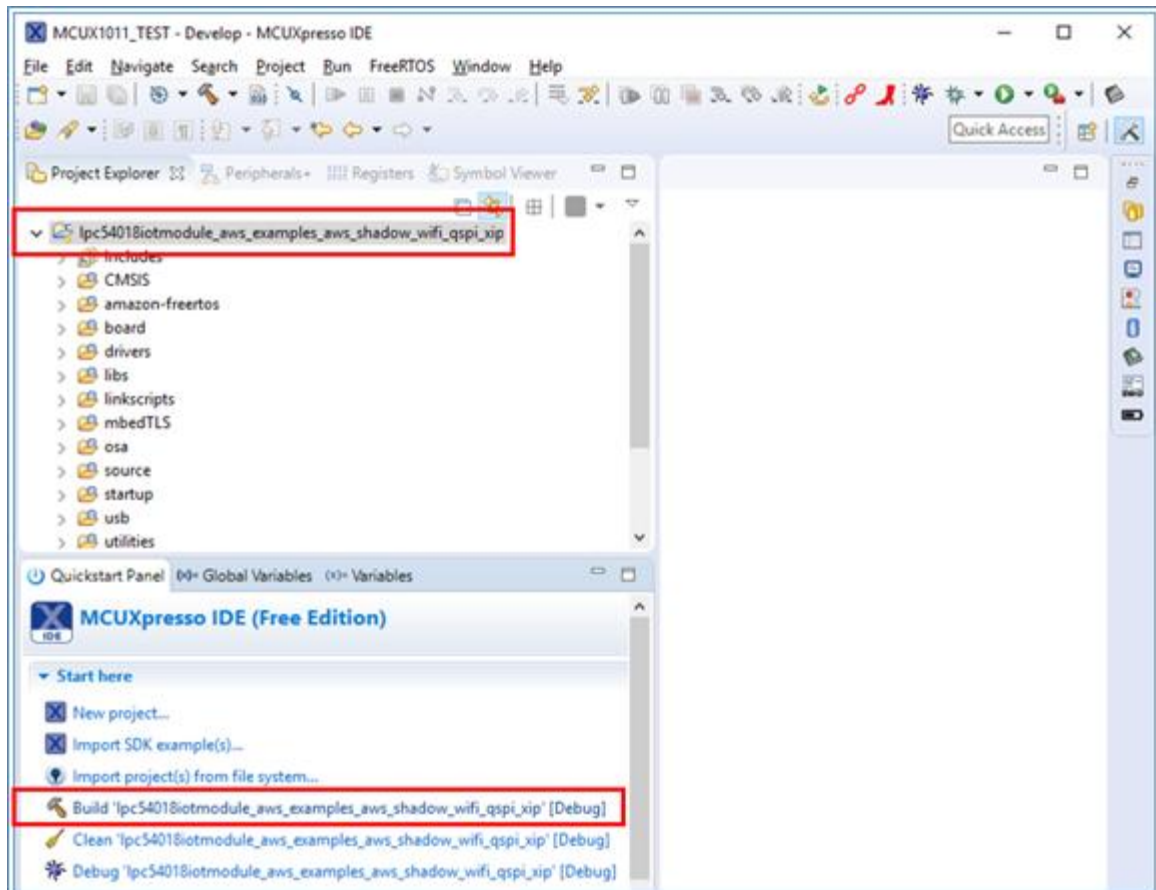 MCUX1011_TEST - Develop - MCUXpresso IDE
File Edit Navigate Search Project Run FreeRTOS Window Help
Quick Access
Project Explorer Peripherals+ Registers Symbol Viewer
lpc54018iotmodule_aws_examples_aws_shadow_wifi_qspi_xip
Includes
CMSIS
amazon-freertos
board
drivers
libs
linkscripts
mbedTLS
osa
source
startup
usb
utilities
Quickstart Panel (x)= Global Variables (x)= Variables
IDE
MCUXpresso IDE (Free Edition)
Start here
New project...
Import SDK example(s)...
Import project(s) from file system...
Build 'lpc54018iotmodule_aws_examples_aws_shadow_wifi_qspi_xip' [Debug]
Clean 'lpc54018iotmodule_aws_examples_aws_shadow_wifi_qspi_xip' [Debug]
Debug 'lpc54018iotmodule_aws_examples_aws_shadow_wifi_qspi_xip' [Debug]